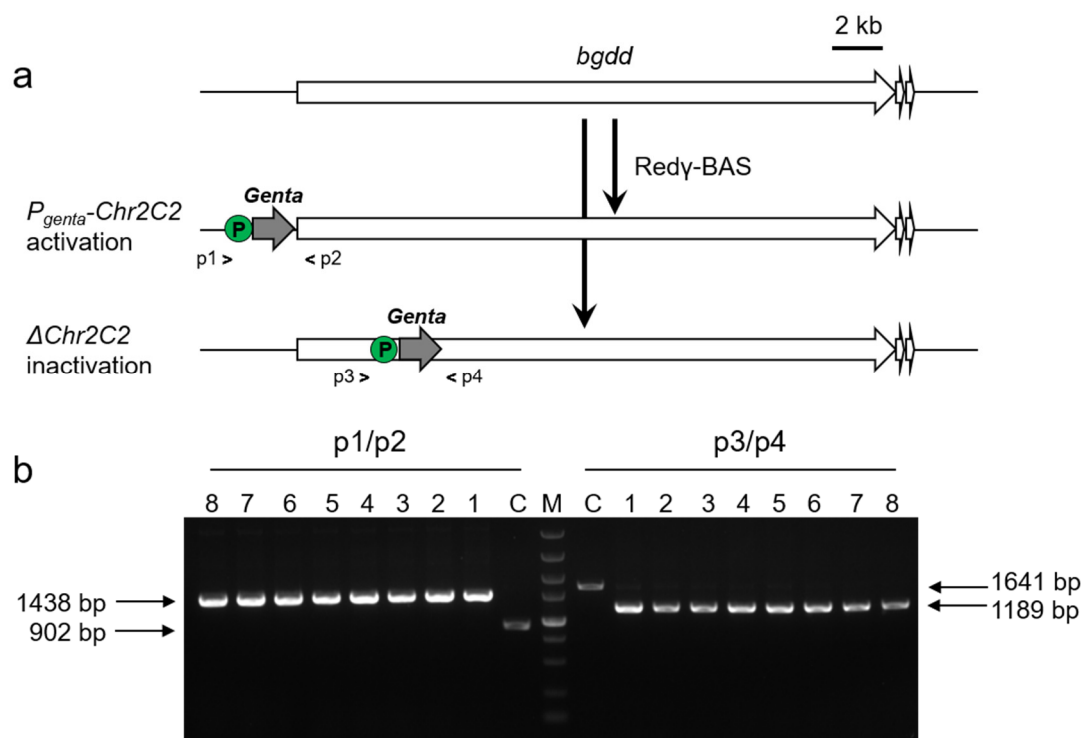 2 kb
a
bgdd
Redγ-BAS
P_genta-Chr2C2
activation
Genta
P
p1 >
< p2
ΔChr2C2
inactivation
Genta
P
p3 >
< p4
b
p1/p2
p3/p4
8 7 6 5 4 3 2 1 C M C 1 2 3 4 5 6 7 8
1438 bp
902 bp
1641 bp
1189 bp